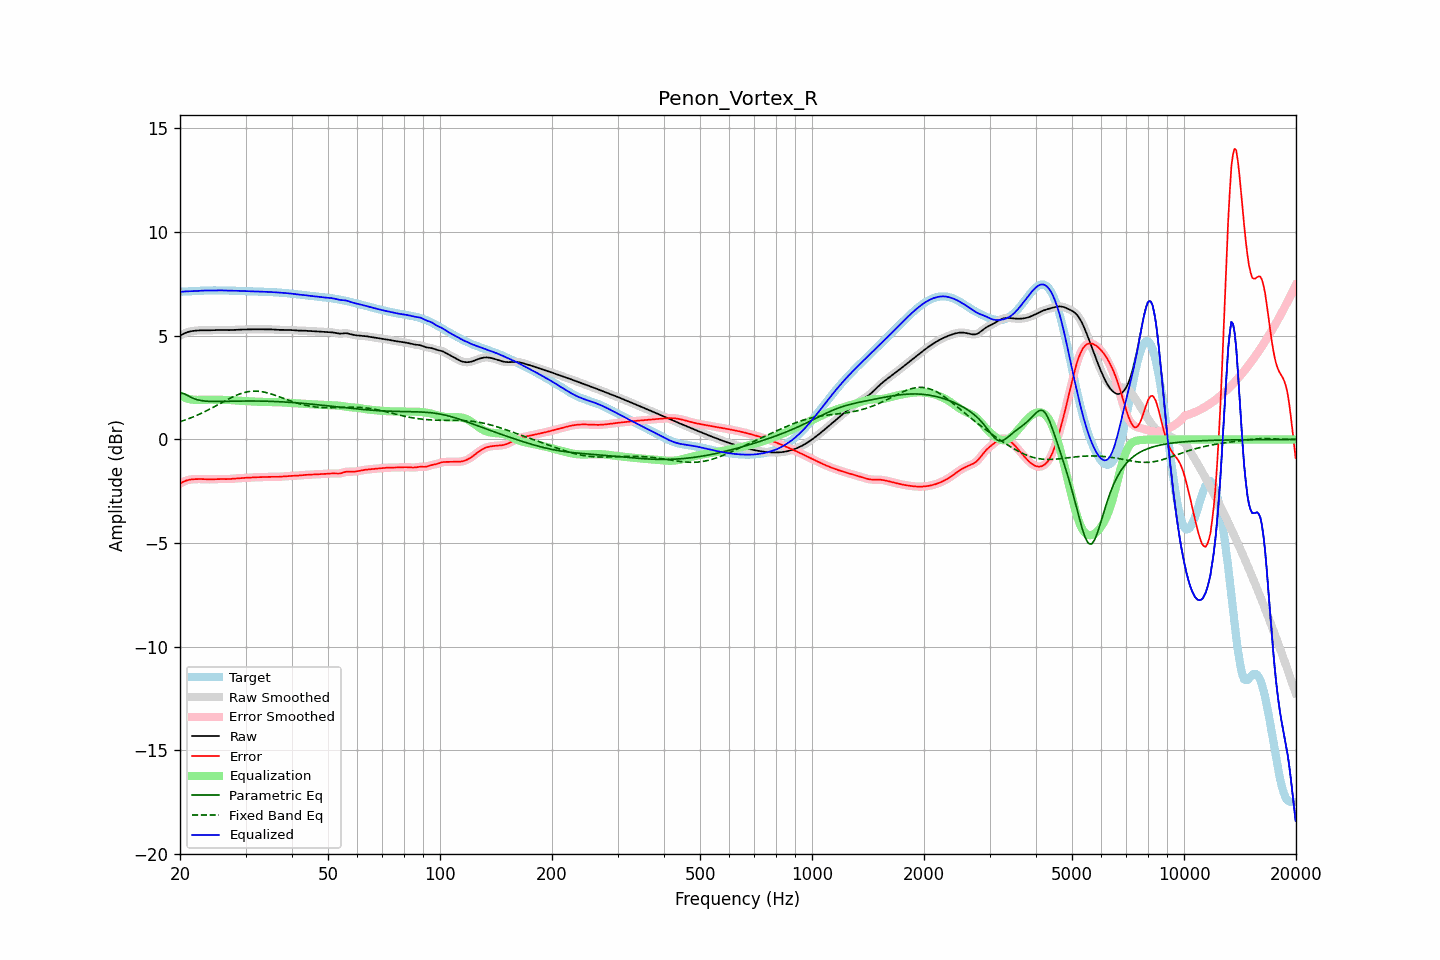 Penon_Vortex_R
Amplitude (dBr)
15
10
5
0
−5
−10
−15
−20
Target
Raw Smoothed
Error Smoothed
Raw
Error
Equalization
Parametric Eq
Fixed Band Eq
Equalized
20
50
100
200
500
1000
2000
5000
10000
20000
Frequency (Hz)